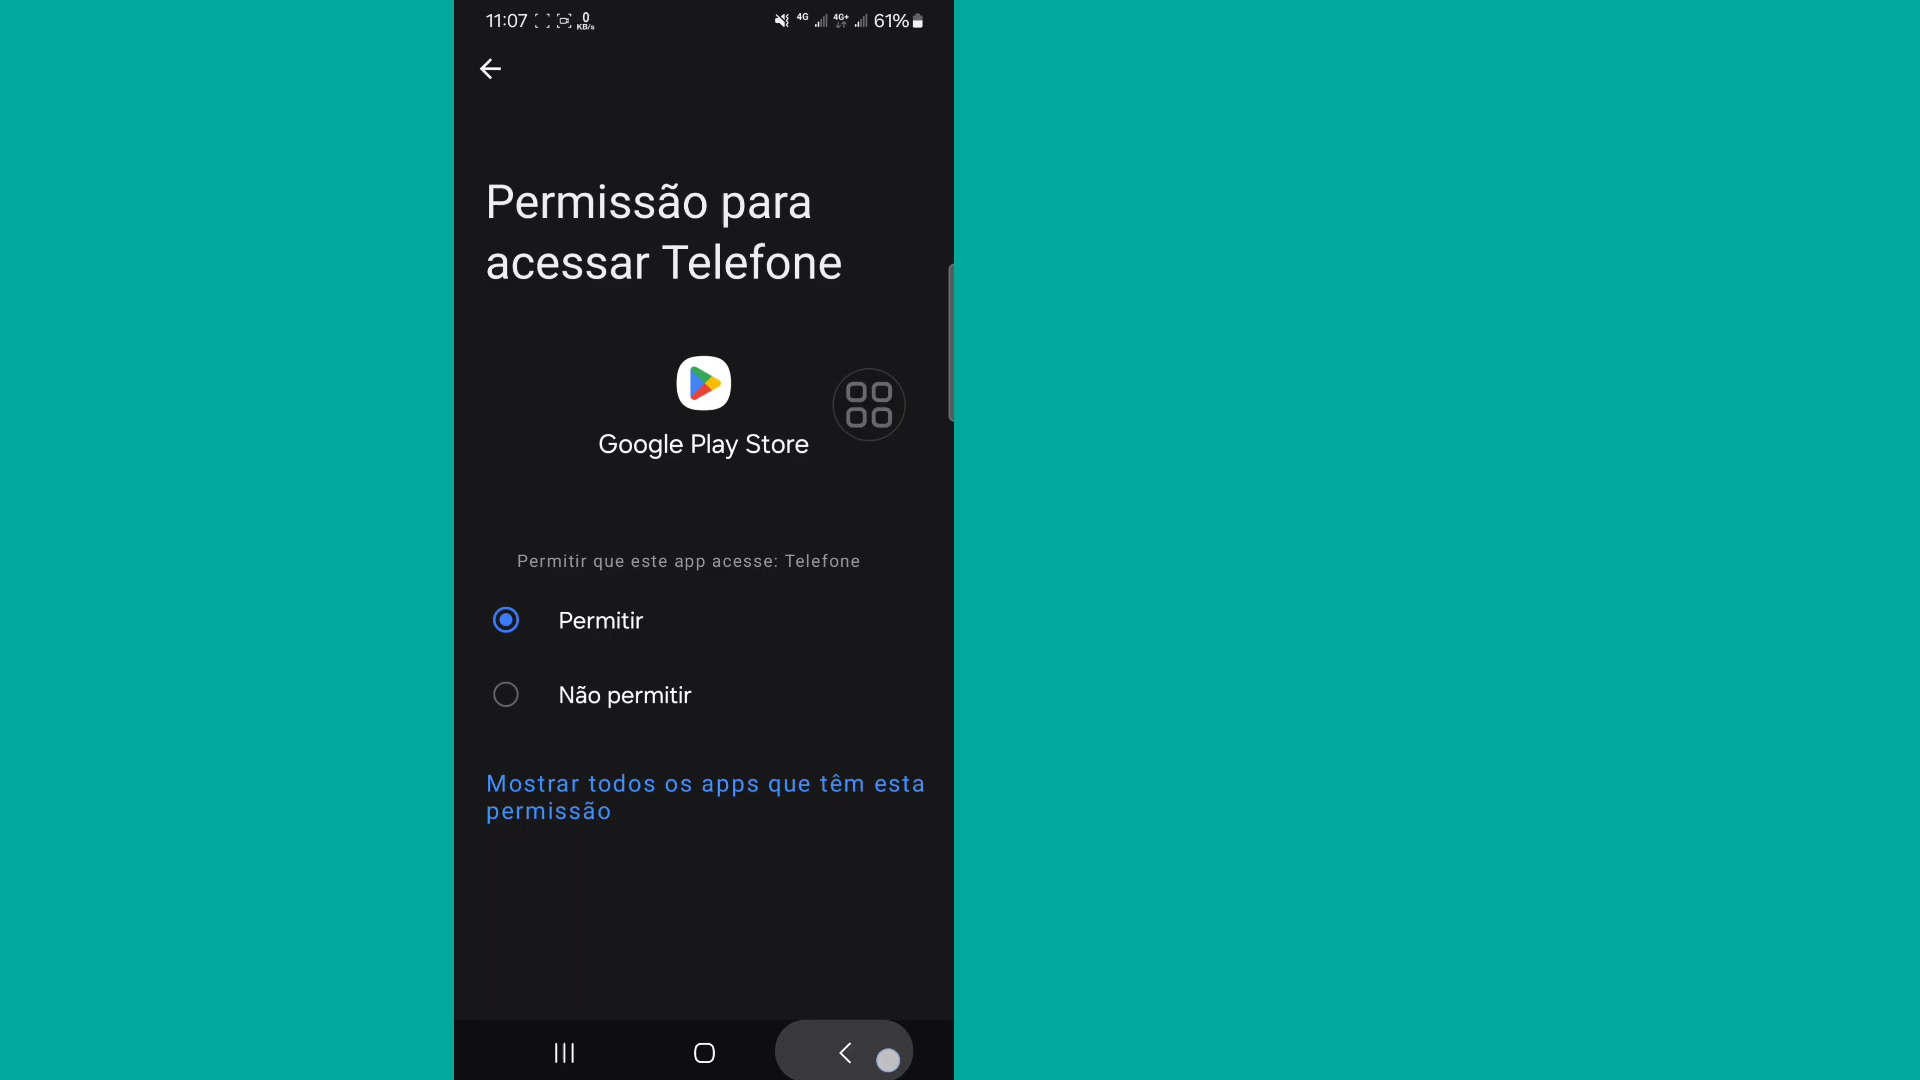 11:07 0 KB/s 4G 4G+ 61%
Permissão para
acessar Telefone
Google Play Store
Permitir que este app acesse: Telefone
Permitir
Não permitir
Mostrar todos os apps que têm esta
permissão